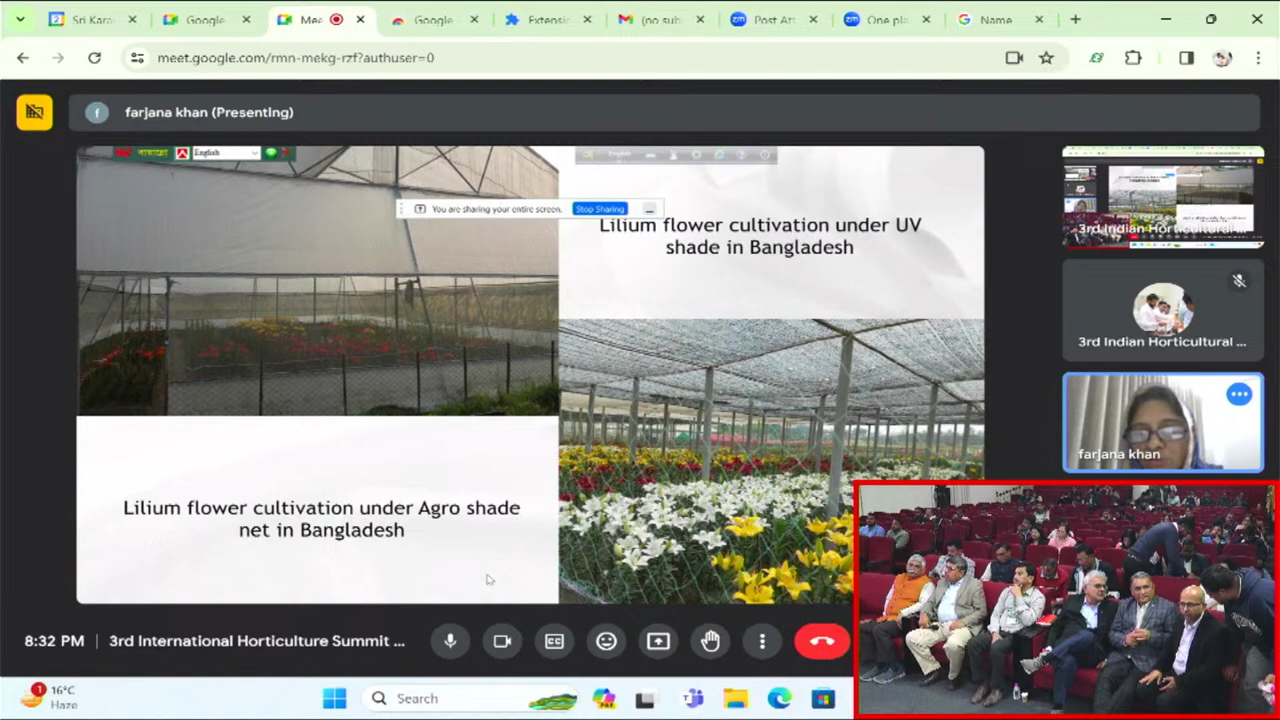 Sri Kara
Google
Mee
Google
Extensio
(no sub
Post Att
One pla
Name
meet.google.com/rmn-mekg-rzf?authuser=0
f
farjana khan (Presenting)
English
You are sharing your entire screen.
Stop Sharing
Lilium flower cultivation under UV
shade in Bangladesh
Lilium flower cultivation under Agro shade
net in Bangladesh
3rd Indian Horticultural ...
3rd Indian Horticultural ...
farjana khan
8:32 PM
3rd International Horticulture Summit ...
CC
1
16°C
Haze
Search